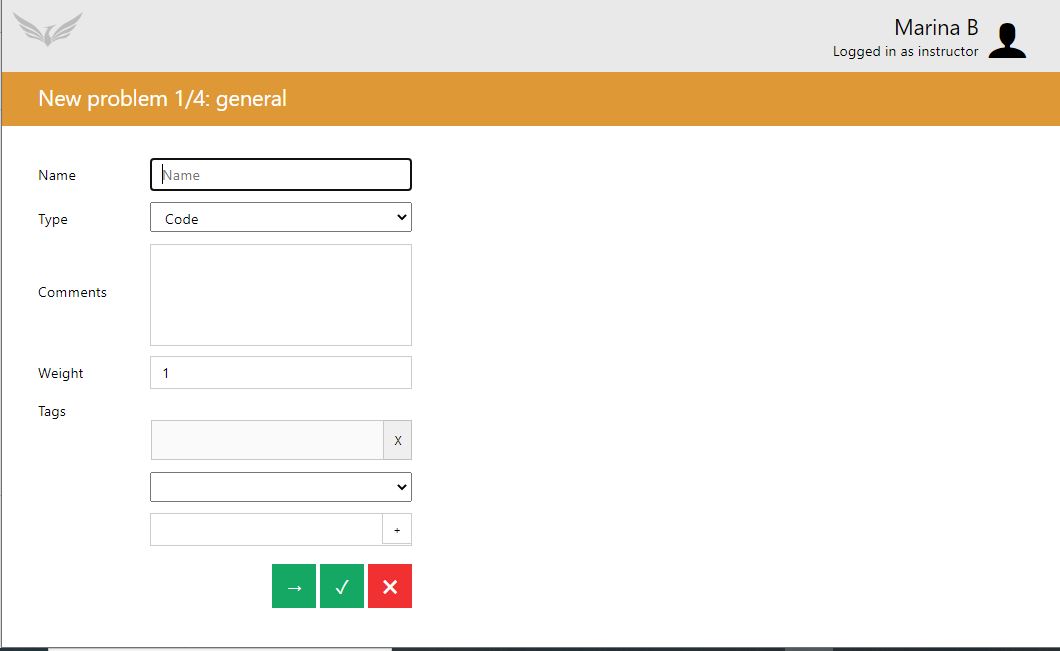 Marina B
Logged in as instructor
New problem 1/4: general
Name Name
Type Code
Comments
Weight 1
Tags
X
+
→ ✓ ✕